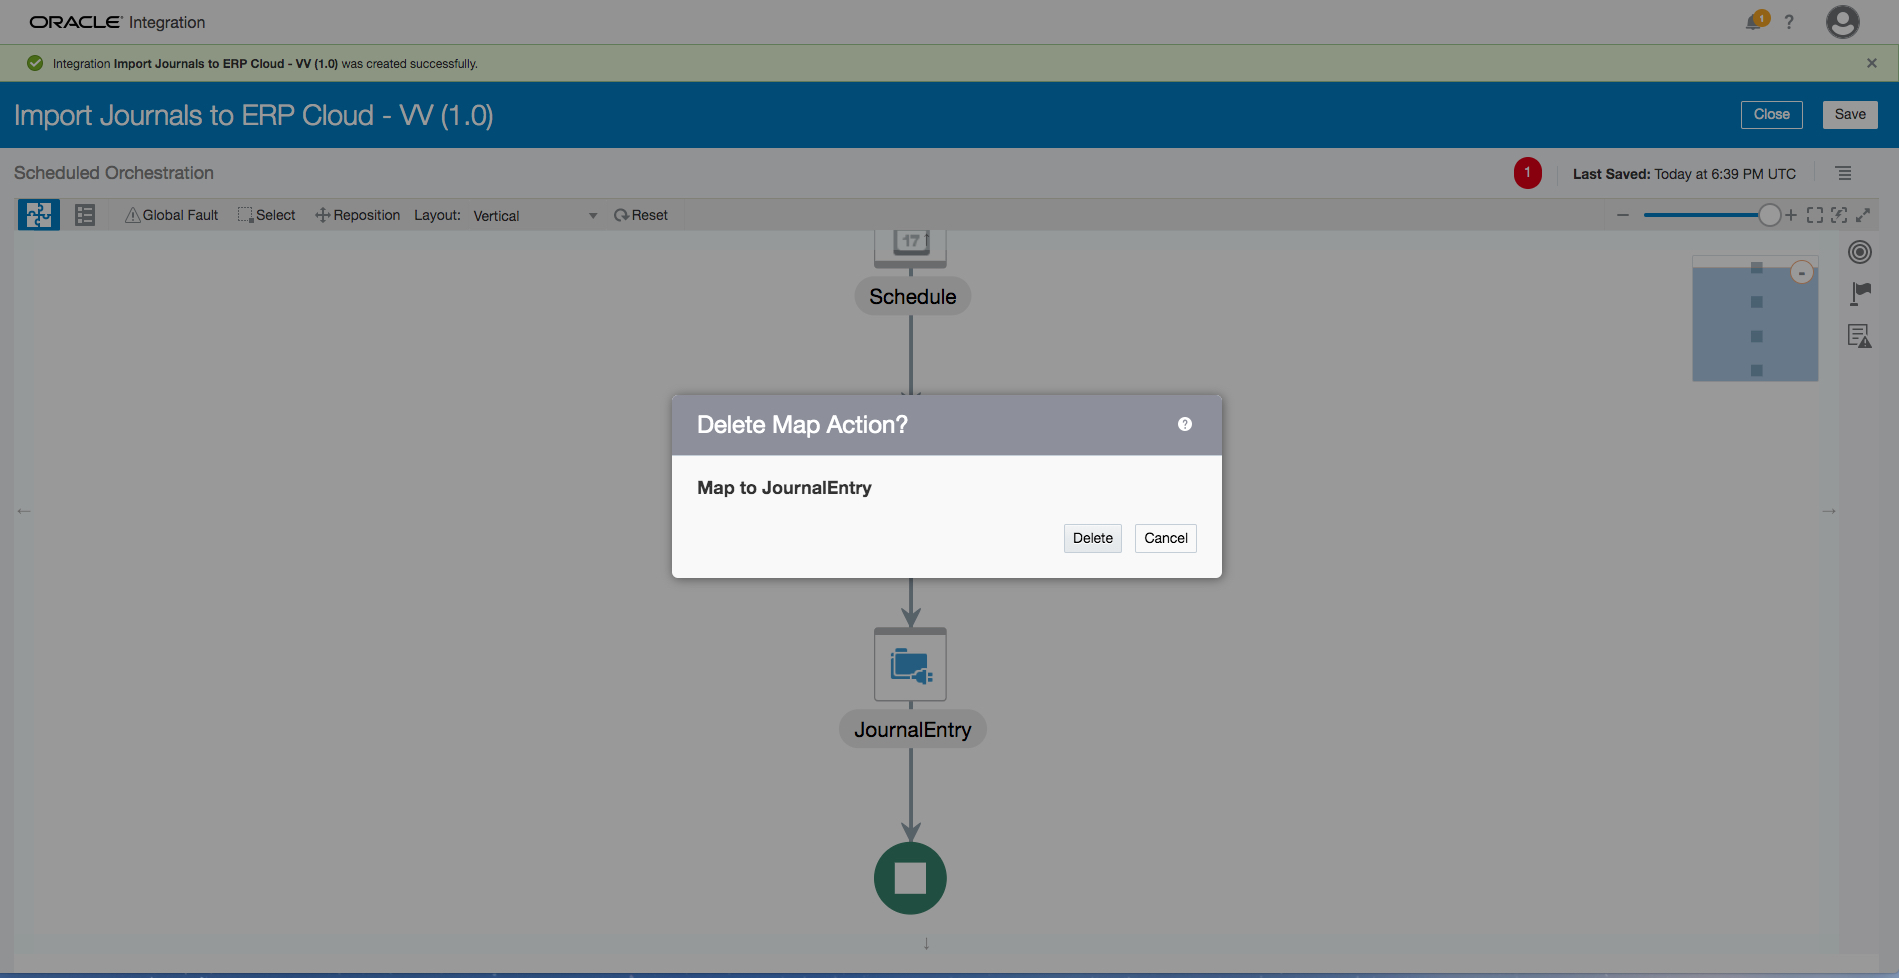 ORACLE Integration
1 ?
Integration Import Journals to ERP Cloud - VV (1.0) was created successfully.
Import Journals to ERP Cloud - VV (1.0)
Close
Save
Scheduled Orchestration
1
Last Saved: Today at 6:39 PM UTC
Global Fault
Select
Reposition
Layout: Vertical
Reset
17
Schedule
Delete Map Action?
?
Map to JournalEntry
Delete
Cancel
JournalEntry